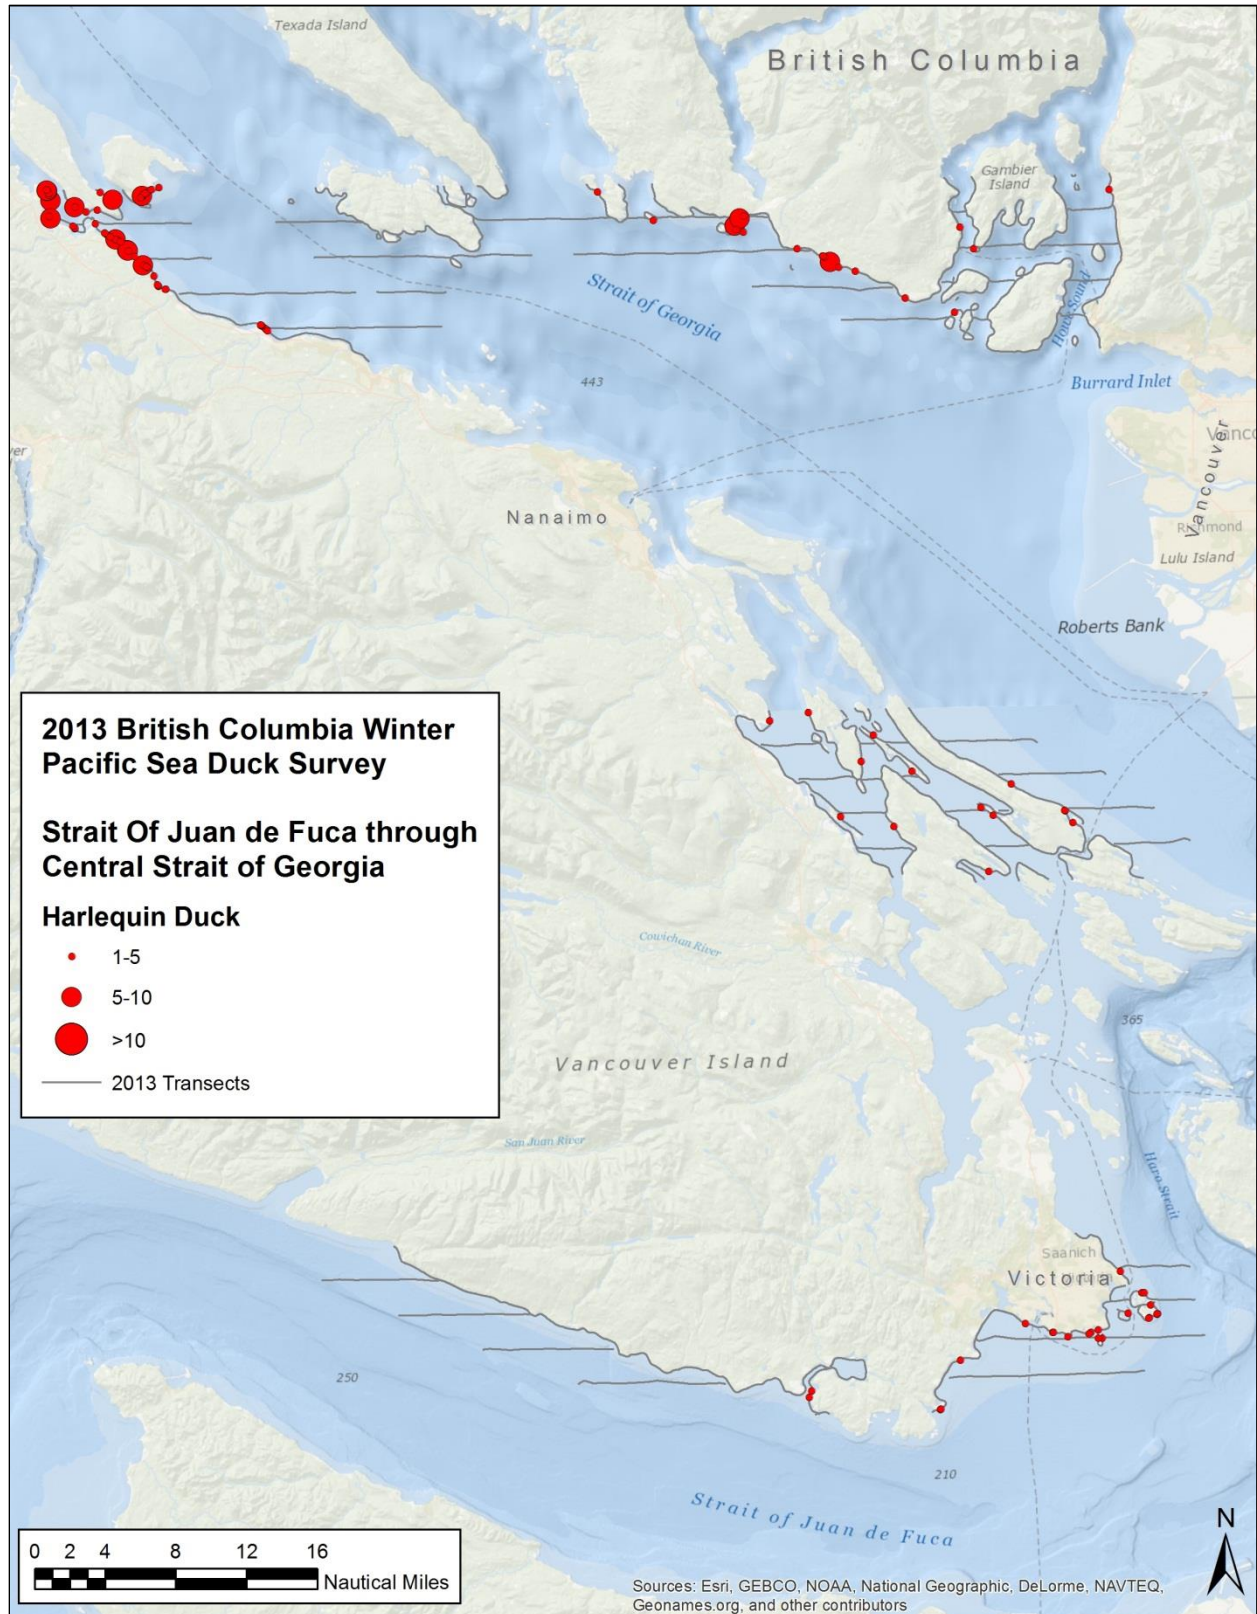 Texada Island
British Columbia
Gambier
Island
Strait of Georgia
Howe Sound
443
Burrard Inlet
Vanco
Vancouver
Nanaimo
Richmond
Lulu Island
Roberts Bank
2013 British Columbia Winter
Pacific Sea Duck Survey
Strait Of Juan de Fuca through
Central Strait of Georgia
Harlequin Duck
1-5
5-10
>10
2013 Transects
Cowichan River
365
Vancouver Island
San Juan River
Haro Strait
Saanich
Victoria
250
210
Strait of Juan de Fuca
N
0 2 4 8 12 16
Nautical Miles
Sources: Esri, GEBCO, NOAA, National Geographic, DeLorme, NAVTEQ,
Geonames.org, and other contributors